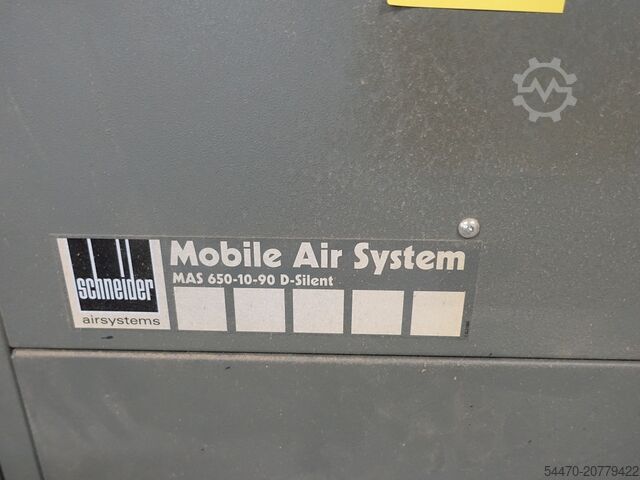 schneider
airsystems
Mobile Air System
MAS 650-10-90 D-Silent
54470-20779422